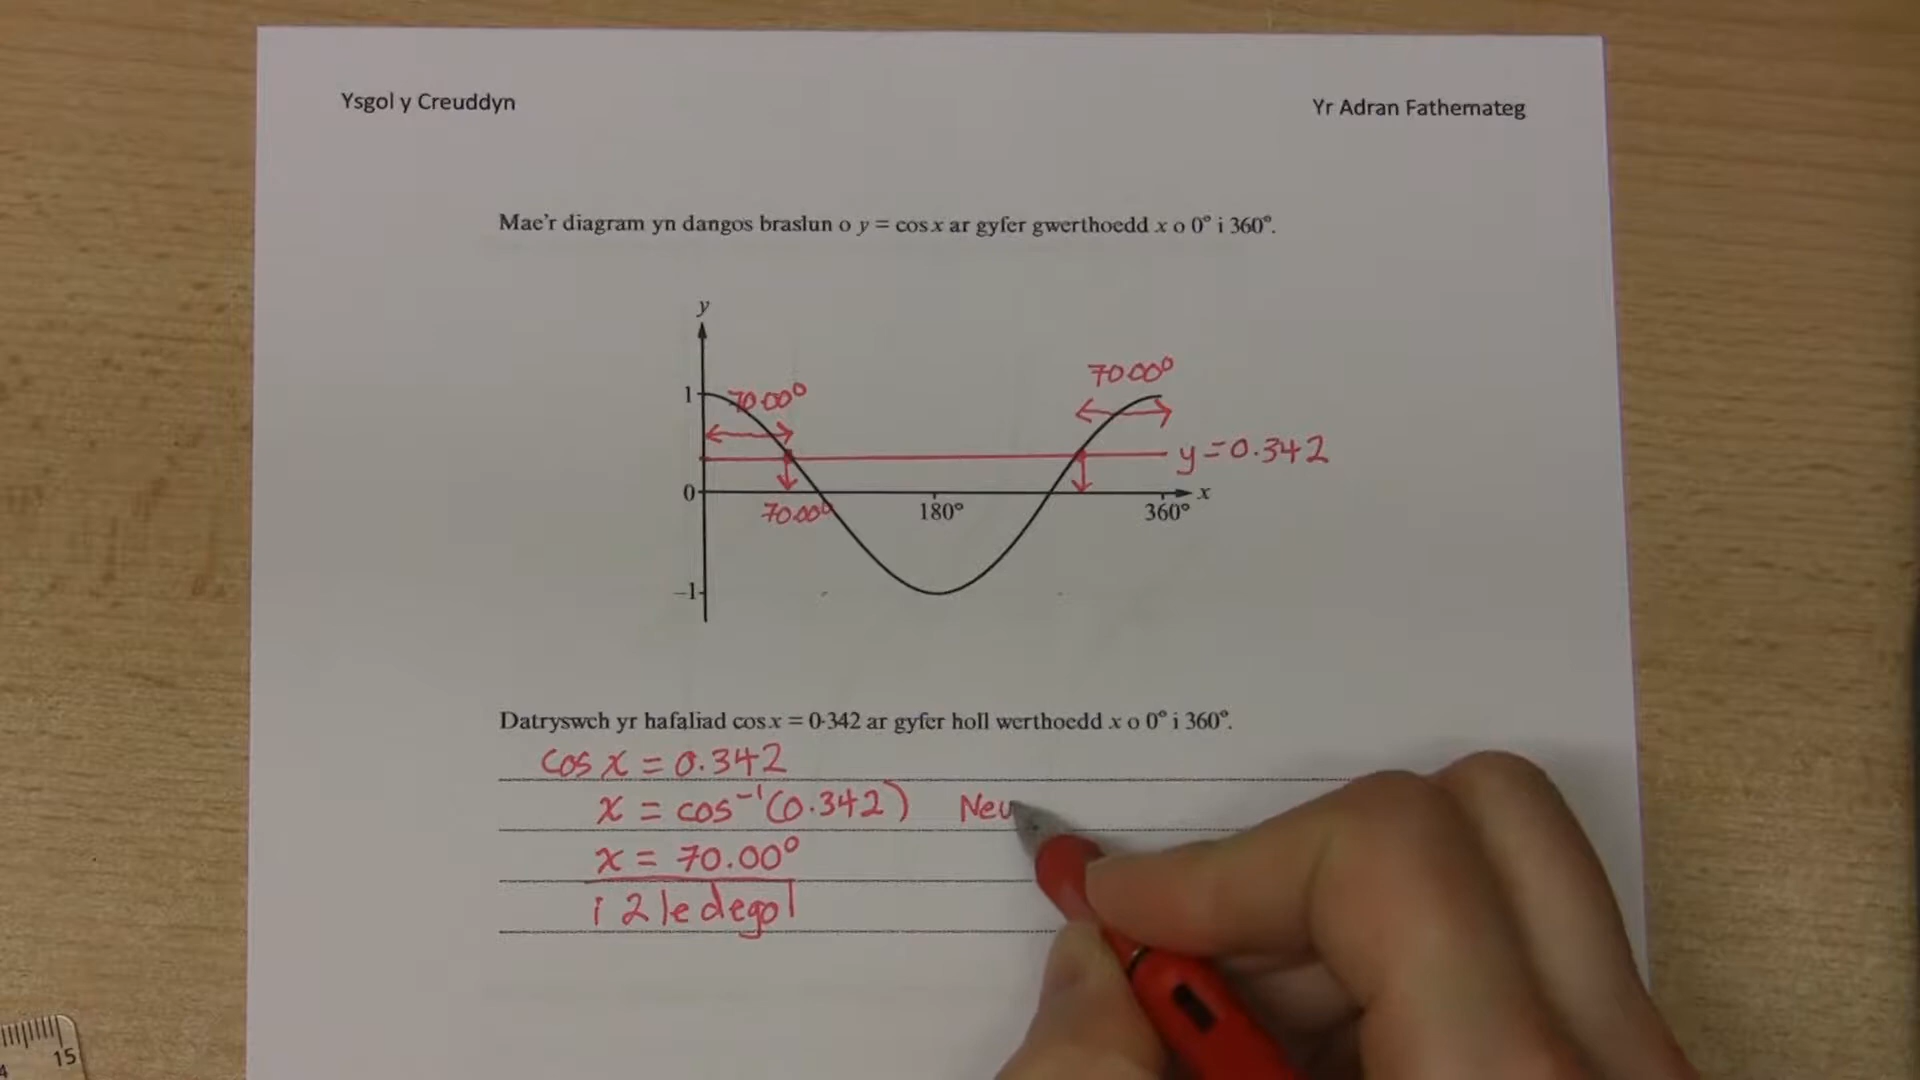 Ysgol y Creuddyn
Yr Adran Fathemateg
Mae'r diagram yn dangos braslun o y = cos x ar gyfer gwerthoedd x o 0° i 360°.
y
70.00°
1
70.00°
y = 0.342
0
x
70.00°
180°
360°
–1
Datryswch yr hafaliad cos x = 0·342 ar gyfer holl werthoedd x o 0° i 360°.
cos x = 0.342
x = cos⁻¹(0.342) Neu
x = 70.00°
i 2 le degol
15
4